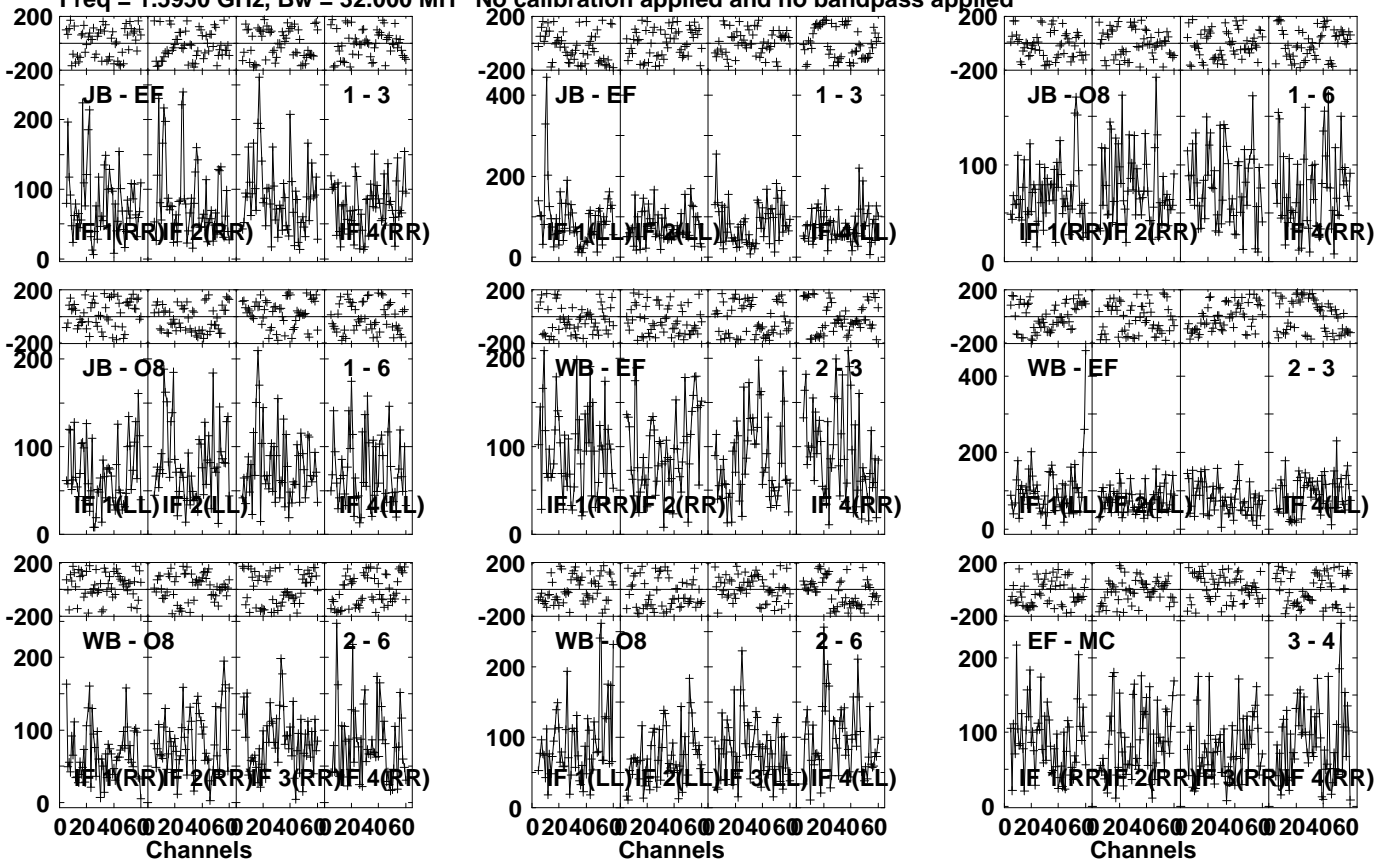 Freq = 1.5950 GHz, Bw = 32.000 MH No calibration applied and no bandpass applied
200
-200
JB - EF 1 - 3
200
100
0
IF 1(RR) IF 2(RR) IF 4(RR)
JB - EF 1 - 3
400
200
0
IF 1(LL) IF 2(LL) IF 4(LL)
200
-200
JB - O8 1 - 6
100
0
IF 1(RR) IF 2(RR) IF 4(RR)
200
-200
JB - O8 1 - 6
200
100
0
IF 1(LL) IF 2(LL) IF 4(LL)
200
-200
WB - EF 2 - 3
200
100
0
IF 1(RR) IF 2(RR) IF 4(RR)
200
-200
WB - EF 2 - 3
400
200
0
IF 1(LL) IF 2(LL) IF 4(LL)
200
-200
WB - O8 2 - 6
200
100
0
IF 1(RR) IF 2(RR) IF 3(RR) IF 4(RR)
0 20 40 60 0 20 40 60 0 20 40 60 0 20 40 60
Channels
200
-200
WB - O8 2 - 6
200
100
0
IF 1(LL) IF 2(LL) IF 3(LL) IF 4(LL)
0 20 40 60 0 20 40 60 0 20 40 60 0 20 40 60
Channels
200
-200
EF - MC 3 - 4
200
100
0
IF 1(RR) IF 2(RR) IF 3(RR) IF 4(RR)
0 20 40 60 0 20 40 60 0 20 40 60 0 20 40 60
Channels